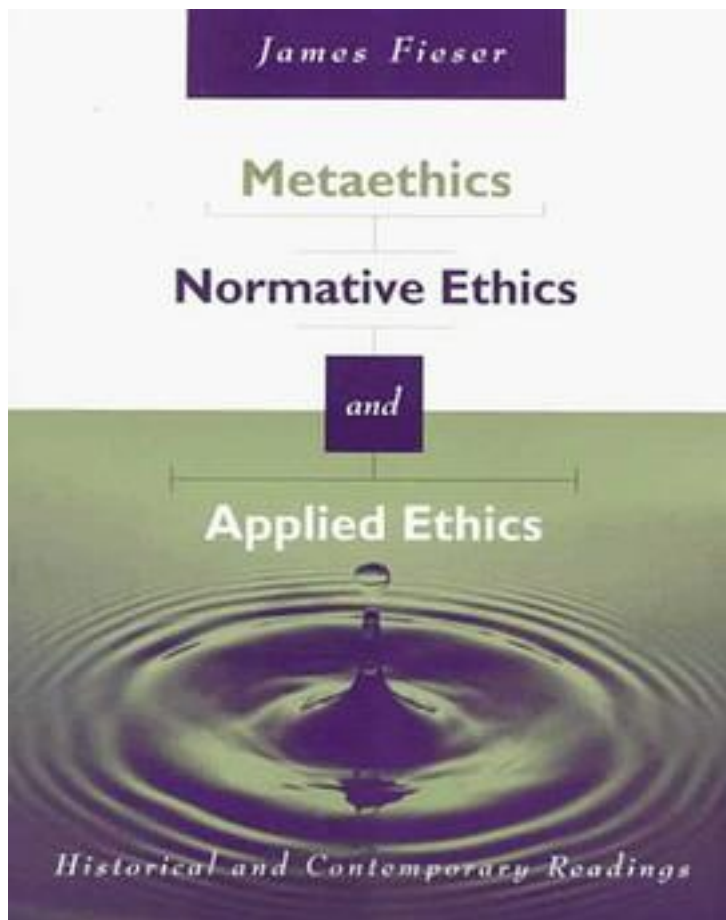 James Fieser
Metaethics
Normative Ethics
and
Applied Ethics
Historical and Contemporary Readings